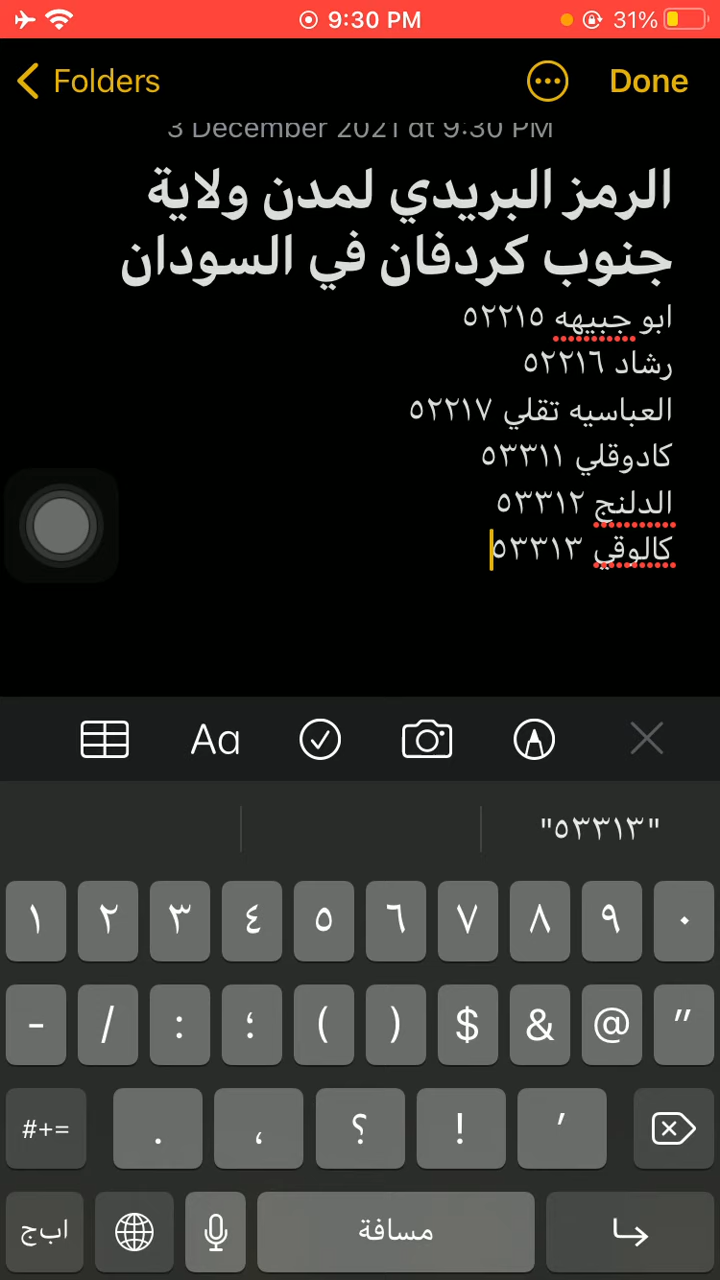 9:30 PM
31%
Folders
Done
3 December 2021 at 9:30 PM
الرمز البريدي لمدن ولاية
جنوب كردفان في السودان
ابو جبيهه ٥٢٢١٥
رشاد ٥٢٢١٦
العباسيه تقلي ٥٢٢١٧
كادوقلي ٥٣٣١١
الدلنج ٥٣٣١٢
كالوقي ٥٣٣١٣
Aa
"٥٣٣١٣"
١ ٢ ٣ ٤ ٥ ٦ ٧ ٨ ٩ ٠
- / : ؛ ( ) $ & @ "
#+= . ، ؟ ! '
اب‌ج مسافة